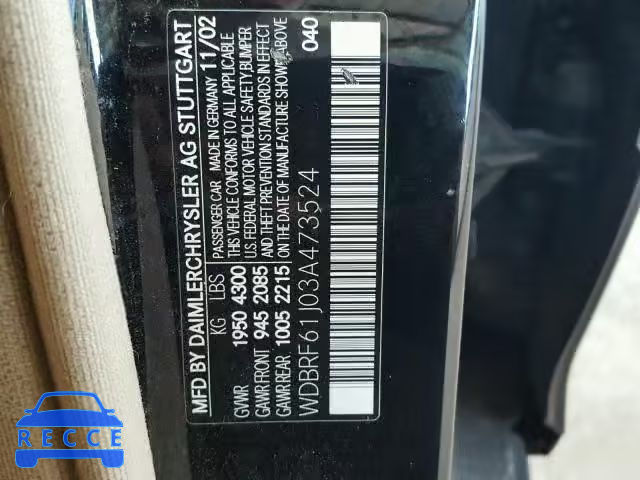 MFD BY DAIMLERCHRYSLER AG STUTTGART
PASSENGER CAR MADE IN GERMANY 11/02
THIS VEHICLE CONFORMS TO ALL APPLICABLE
U.S. FEDERAL MOTOR VEHICLE SAFETY, BUMPER
AND THEFT PREVENTION STANDARDS IN EFFECT
ON THE DATE OF MANUFACTURE SHOWN ABOVE
KG LBS
GVWR 1950 4300
GAWR FRONT 945 2085
GAWR REAR 1005 2215
WDBRF61J03A473524
040
EPIC
RECCE